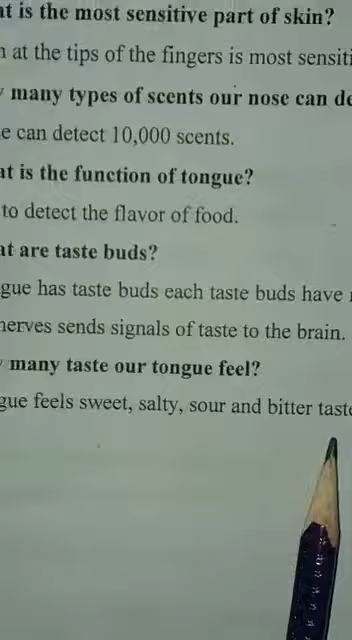 at is the most sensitive part of skin?
at the tips of the fingers is most sensiti
many types of scents our nose can de
e can detect 10,000 scents.
at is the function of tongue?
to detect the flavor of food.
at are taste buds?
gue has taste buds each taste buds have
nerves sends signals of taste to the brain.
many taste our tongue feel?
gue feels sweet, salty, sour and bitter taste